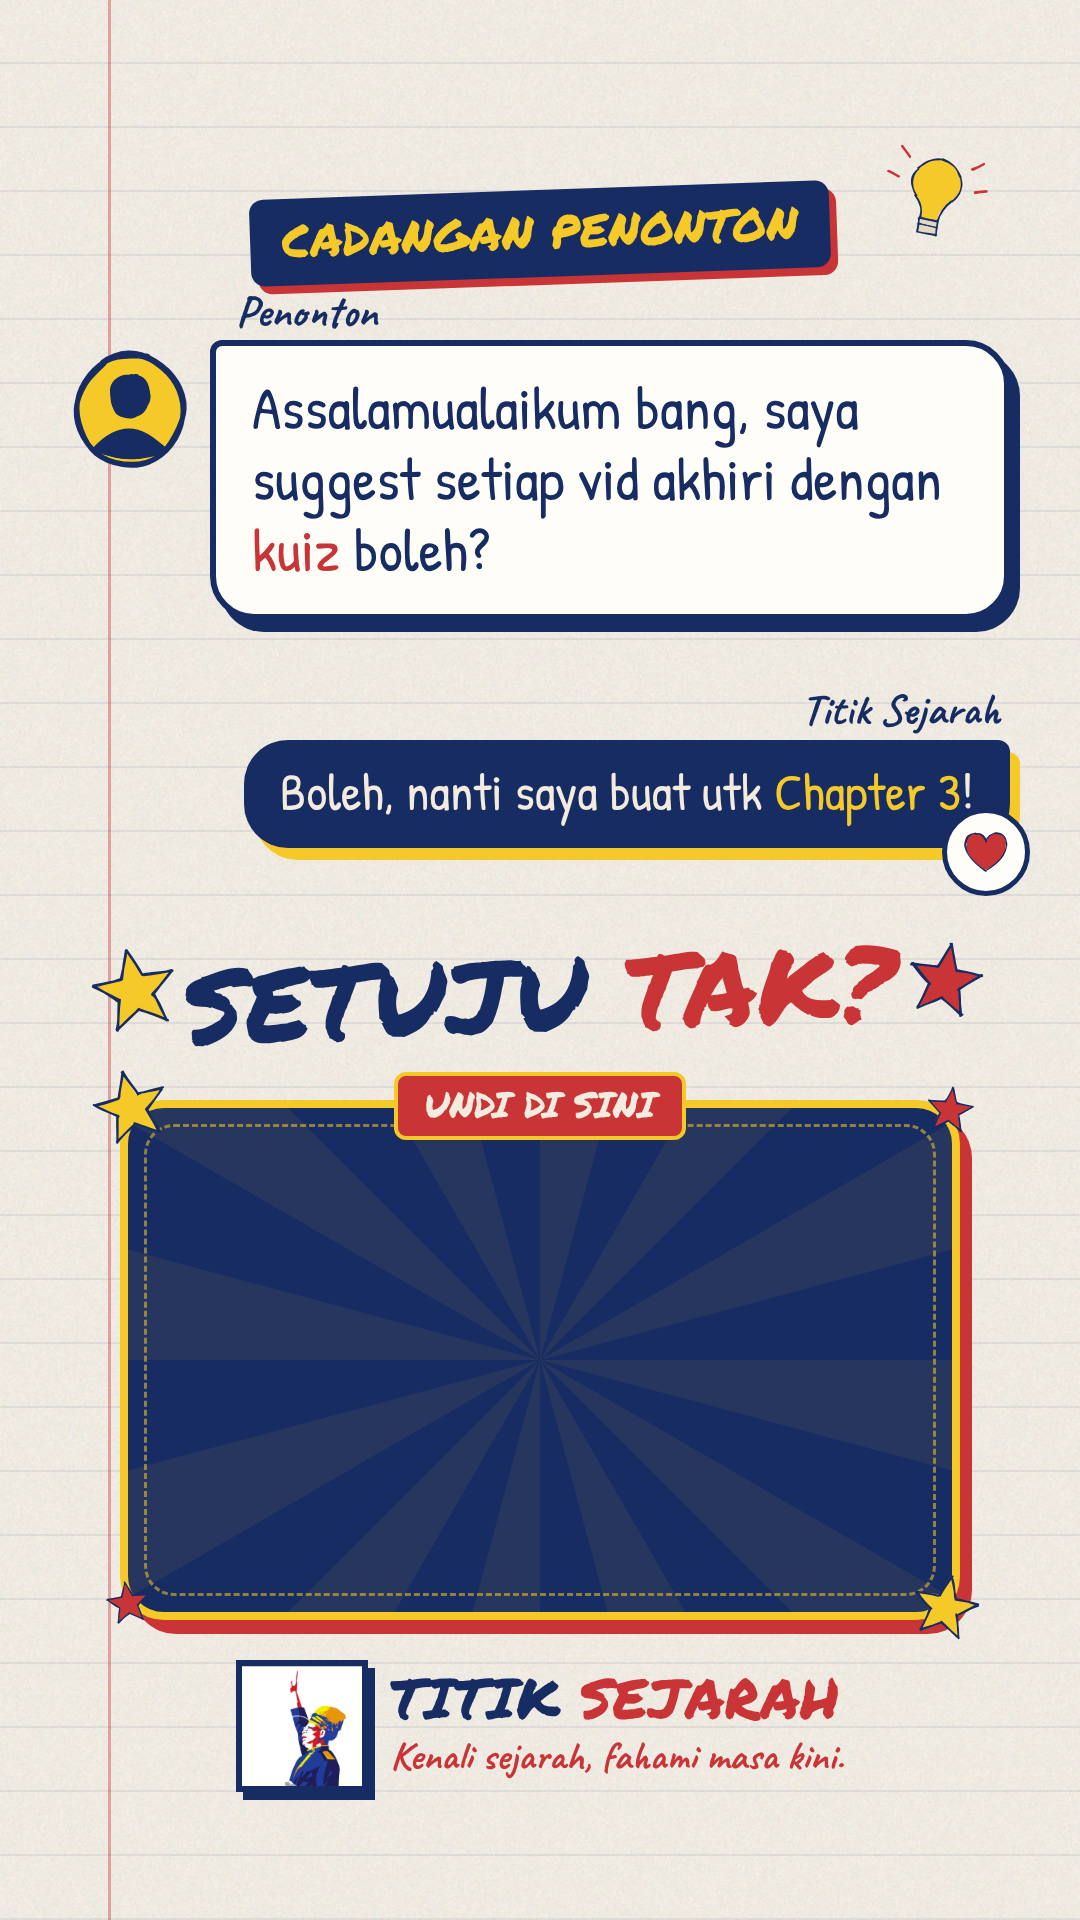 CADANGAN PENONTON
Penonton
Assalamualaikum bang, saya
suggest setiap vid akhiri dengan
kuiz boleh?
Titik Sejarah
Boleh, nanti saya buat utk Chapter 3!
SETUJU TAK?
UNDI DI SINI
TITIK SEJARAH
Kenali sejarah, fahami masa kini.